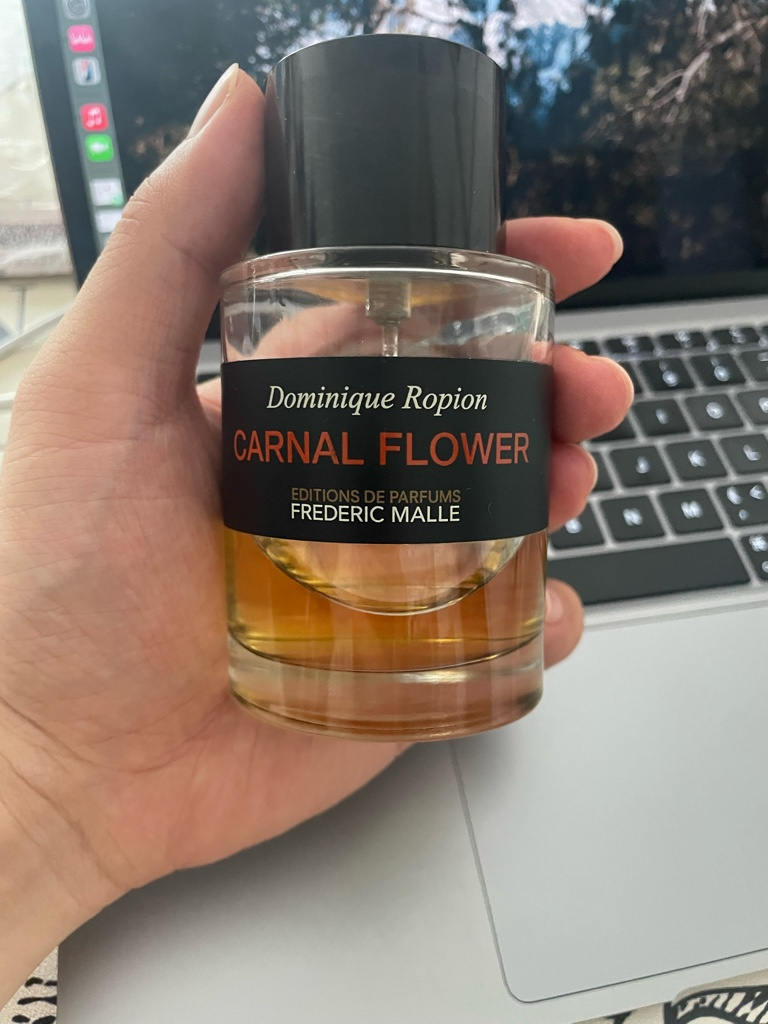 Dominique Ropion
CARNAL FLOWER
EDITIONS DE PARFUMS
FREDERIC MALLE
J K L
N M